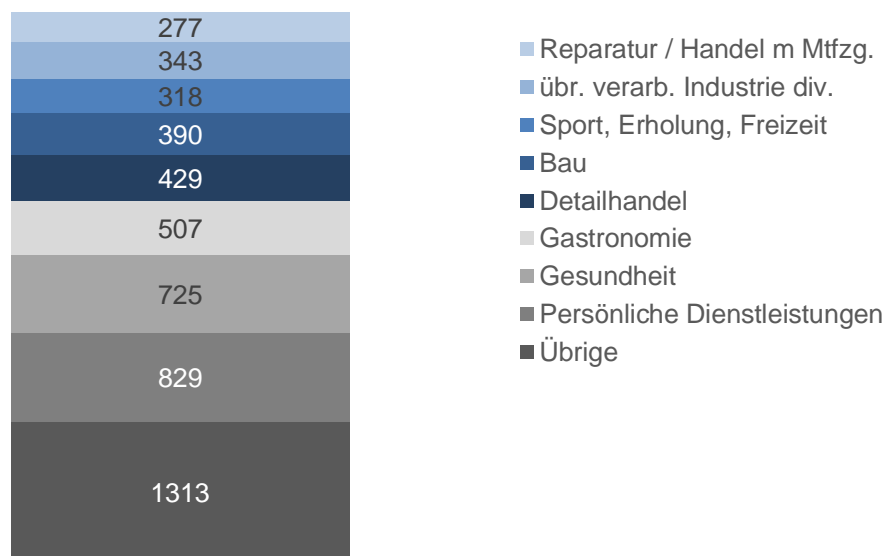 277
343
318
390
429
507
725
829
1313
Reparatur / Handel m Mtfzg.
übr. verarb. Industrie div.
Sport, Erholung, Freizeit
Bau
Detailhandel
Gastronomie
Gesundheit
Persönliche Dienstleistungen
Übrige